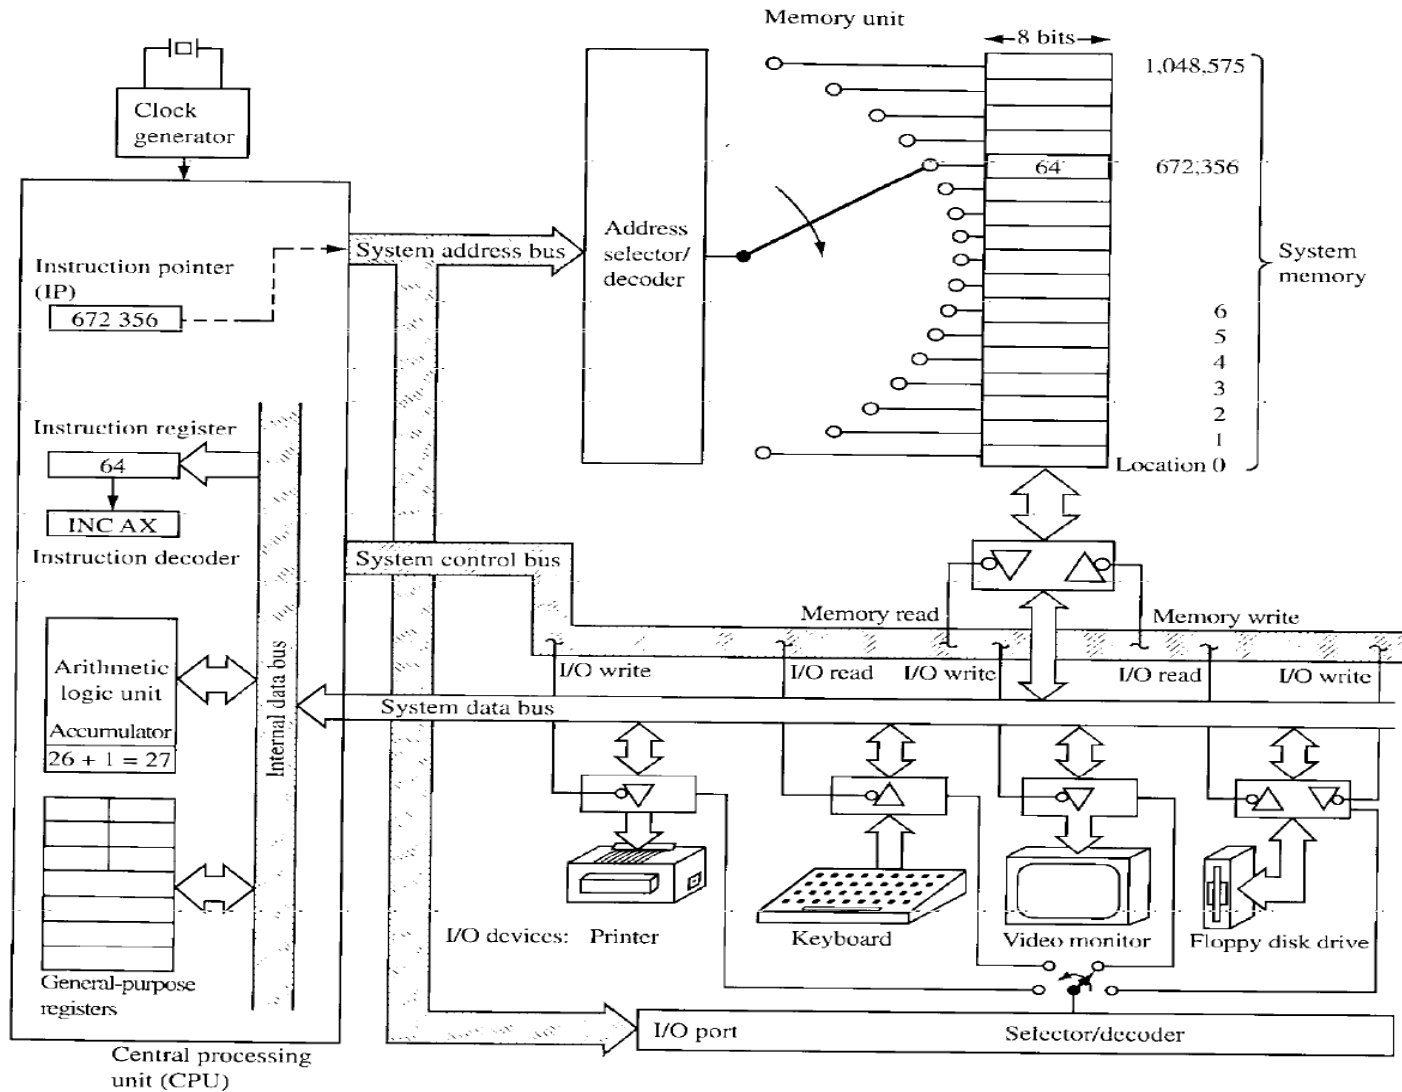 Memory unit
8 bits
Clock
generator
1,048,575
64
672,356
Address
selector/
decoder
System address bus
Instruction pointer
(IP)
672 356
System
memory
6
5
4
3
2
1
Location 0
Instruction register
64
INC AX
Instruction decoder
System control bus
Memory read
Memory write
I/O write
I/O read
I/O write
I/O read
I/O write
Internal data bus
Arithmetic
logic unit
Accumulator
26 + 1 = 27
System data bus
General-purpose
registers
I/O devices:
Printer
Keyboard
Video monitor
Floppy disk drive
I/O port
Selector/decoder
Central processing
unit (CPU)